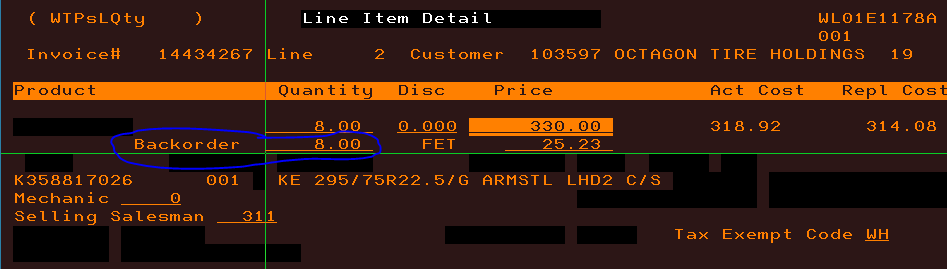 ( WTPsLQty     ) Line Item Detail WL01E1178A
001
Invoice# 14434267 Line 2 Customer 103597 OCTAGON TIRE HOLDINGS 19
Product Quantity Disc Price Act Cost Repl Cost
8.00 0.000 330.00 318.92 314.08
Backorder 8.00 FET 25.23
K358817026 001 KE 295/75R22.5/G ARMSTL LHD2 C/S
Mechanic 0
Selling Salesman 311
Tax Exempt Code WH